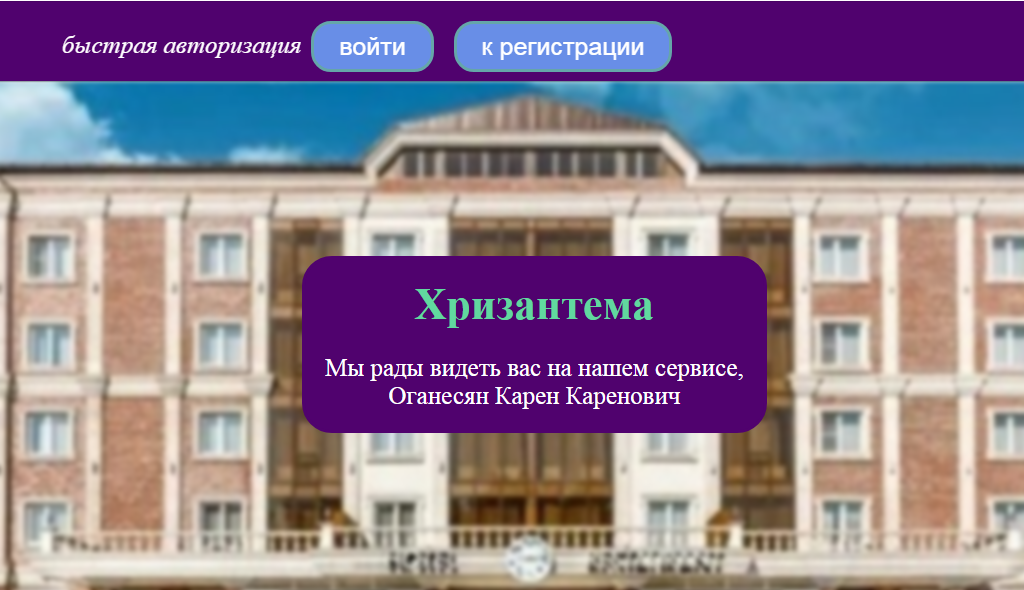 быстрая авторизация войти к регистрации
Хризантема
Мы рады видеть вас на нашем сервисе,
Оганесян Карен Каренович